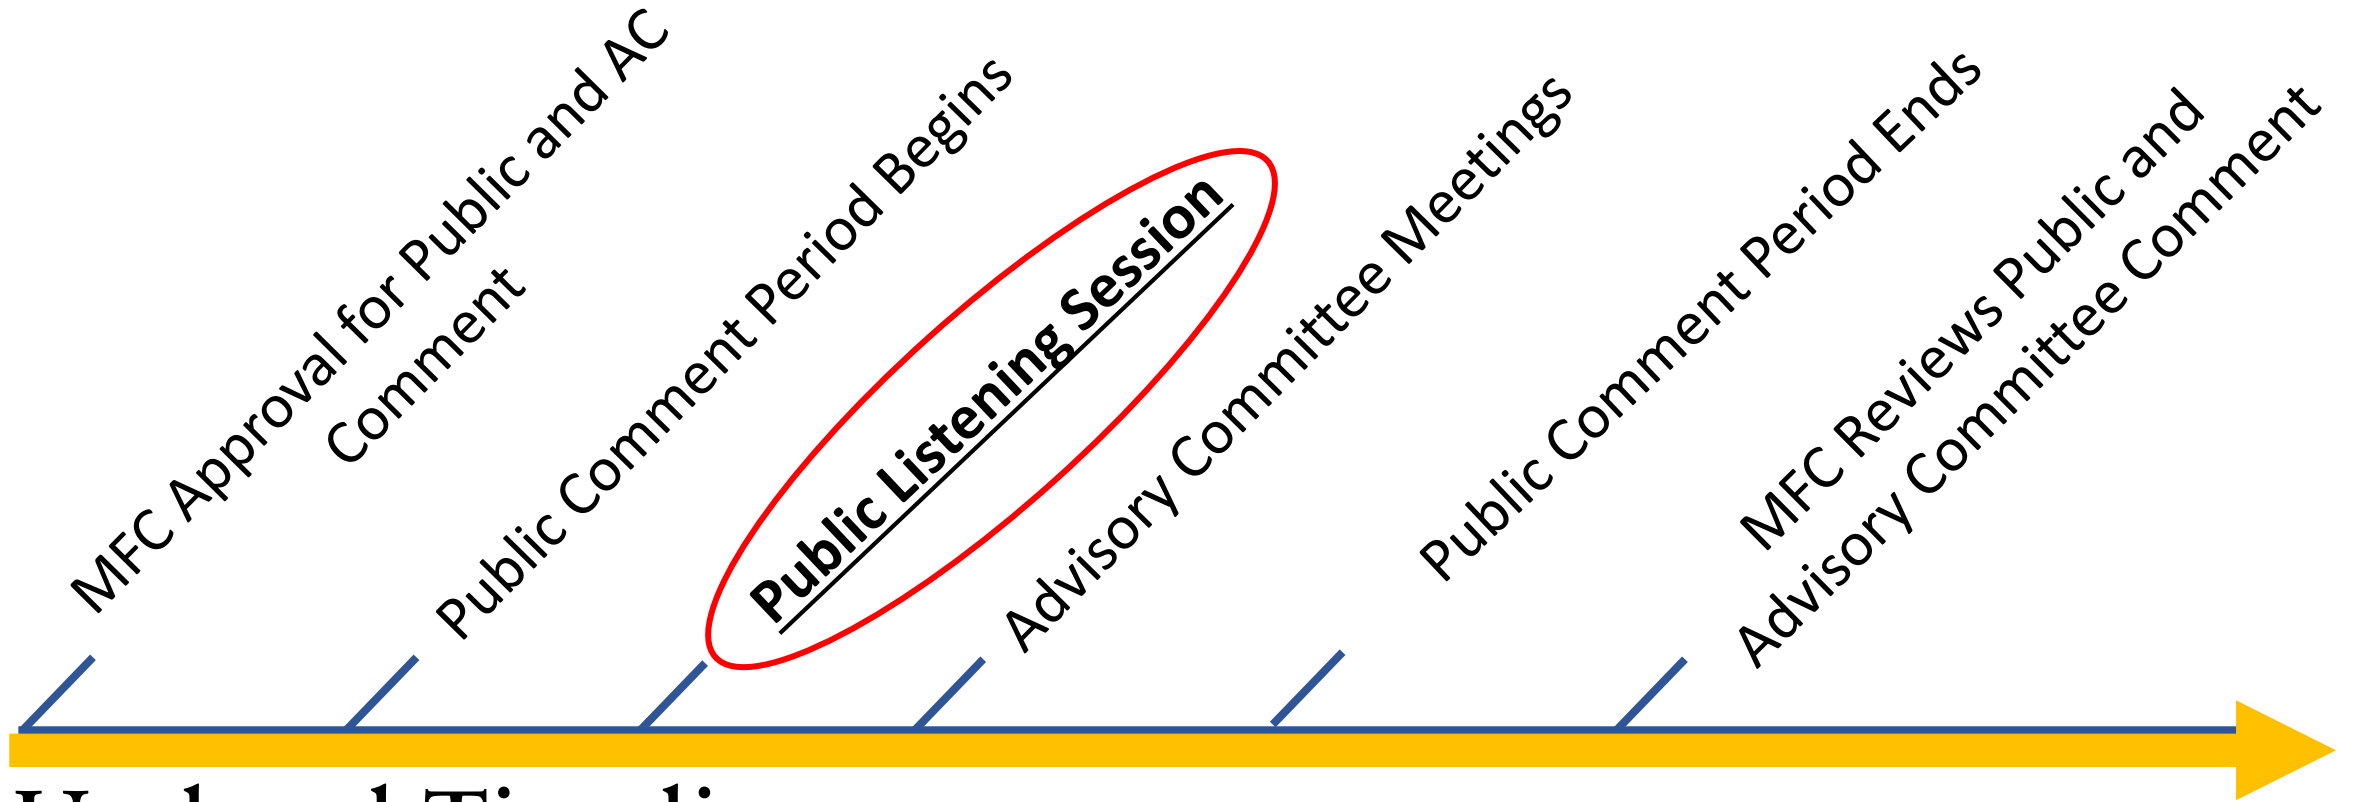 MFC Approval for Public and AC
Comment
Public Comment Period Begins
Public Listening Session
Advisory Committee Meetings
Public Comment Period Ends
MFC Reviews Public and
Advisory Committee Comment